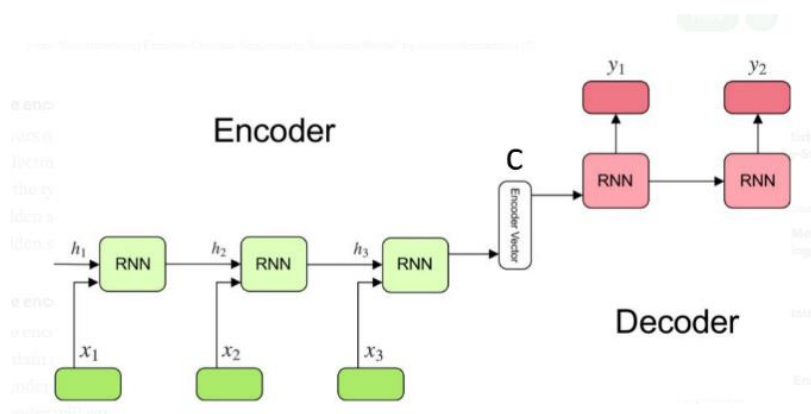 y₁ y₂
Encoder
C
RNN RNN
Encoder Vector
h₁ h₂ h₃
RNN RNN RNN
Decoder
x₁ x₂ x₃